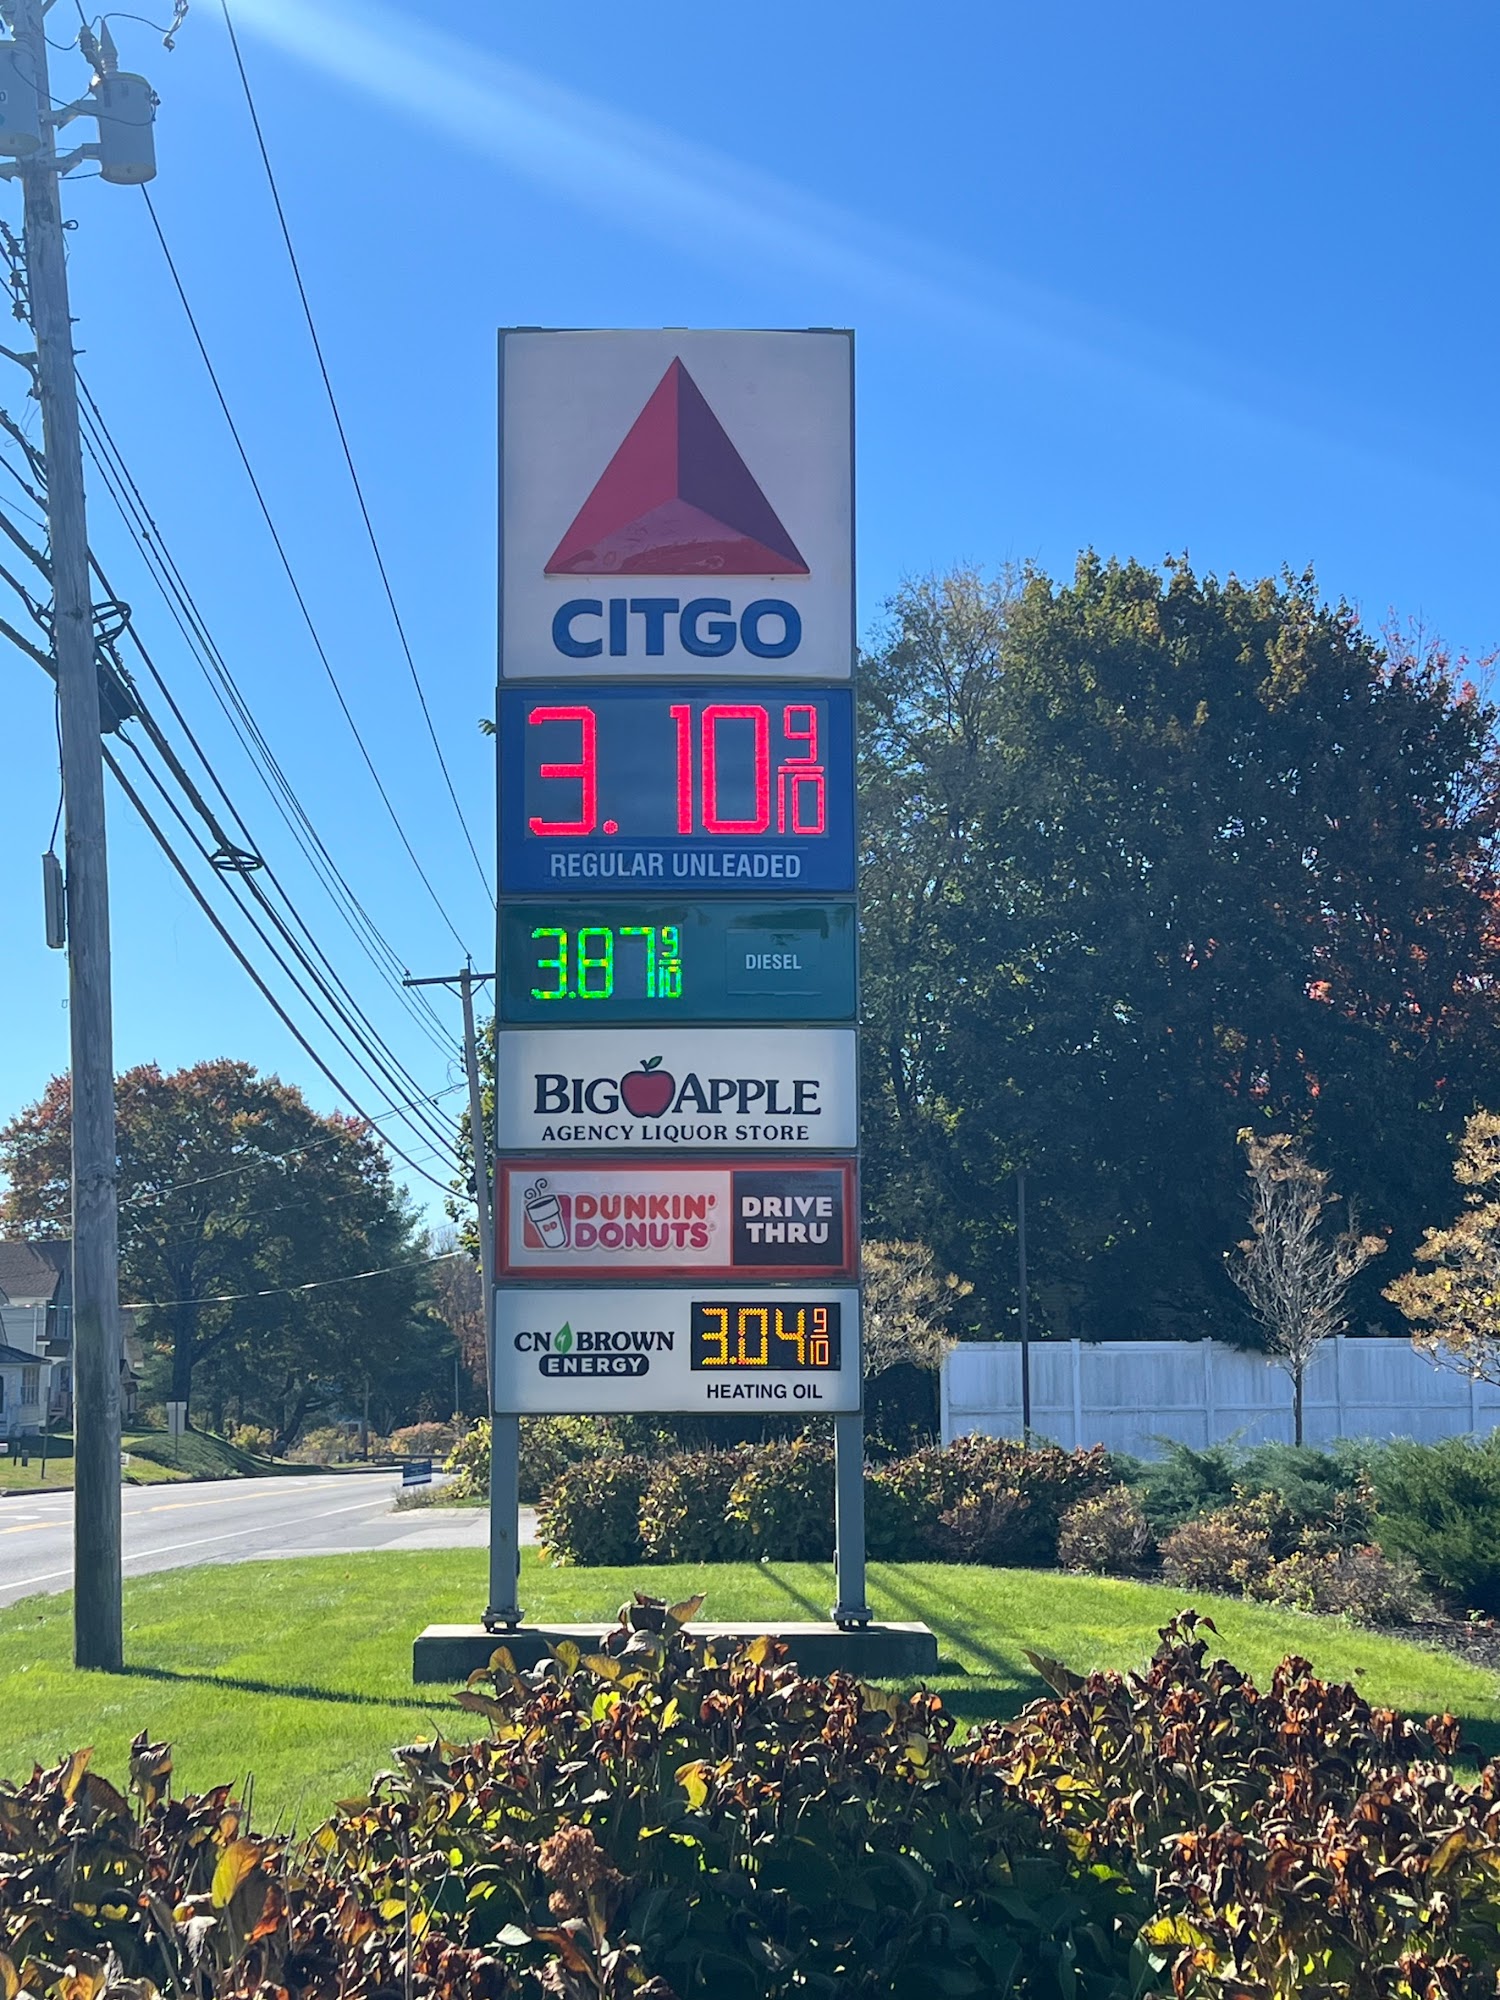 CITGO
3.10 9/10
REGULAR UNLEADED
3.87 9/10 DIESEL
BIG APPLE
AGENCY LIQUOR STORE
DUNKIN' DONUTS
DRIVE THRU
CN BROWN
ENERGY
3.04 9/10
HEATING OIL